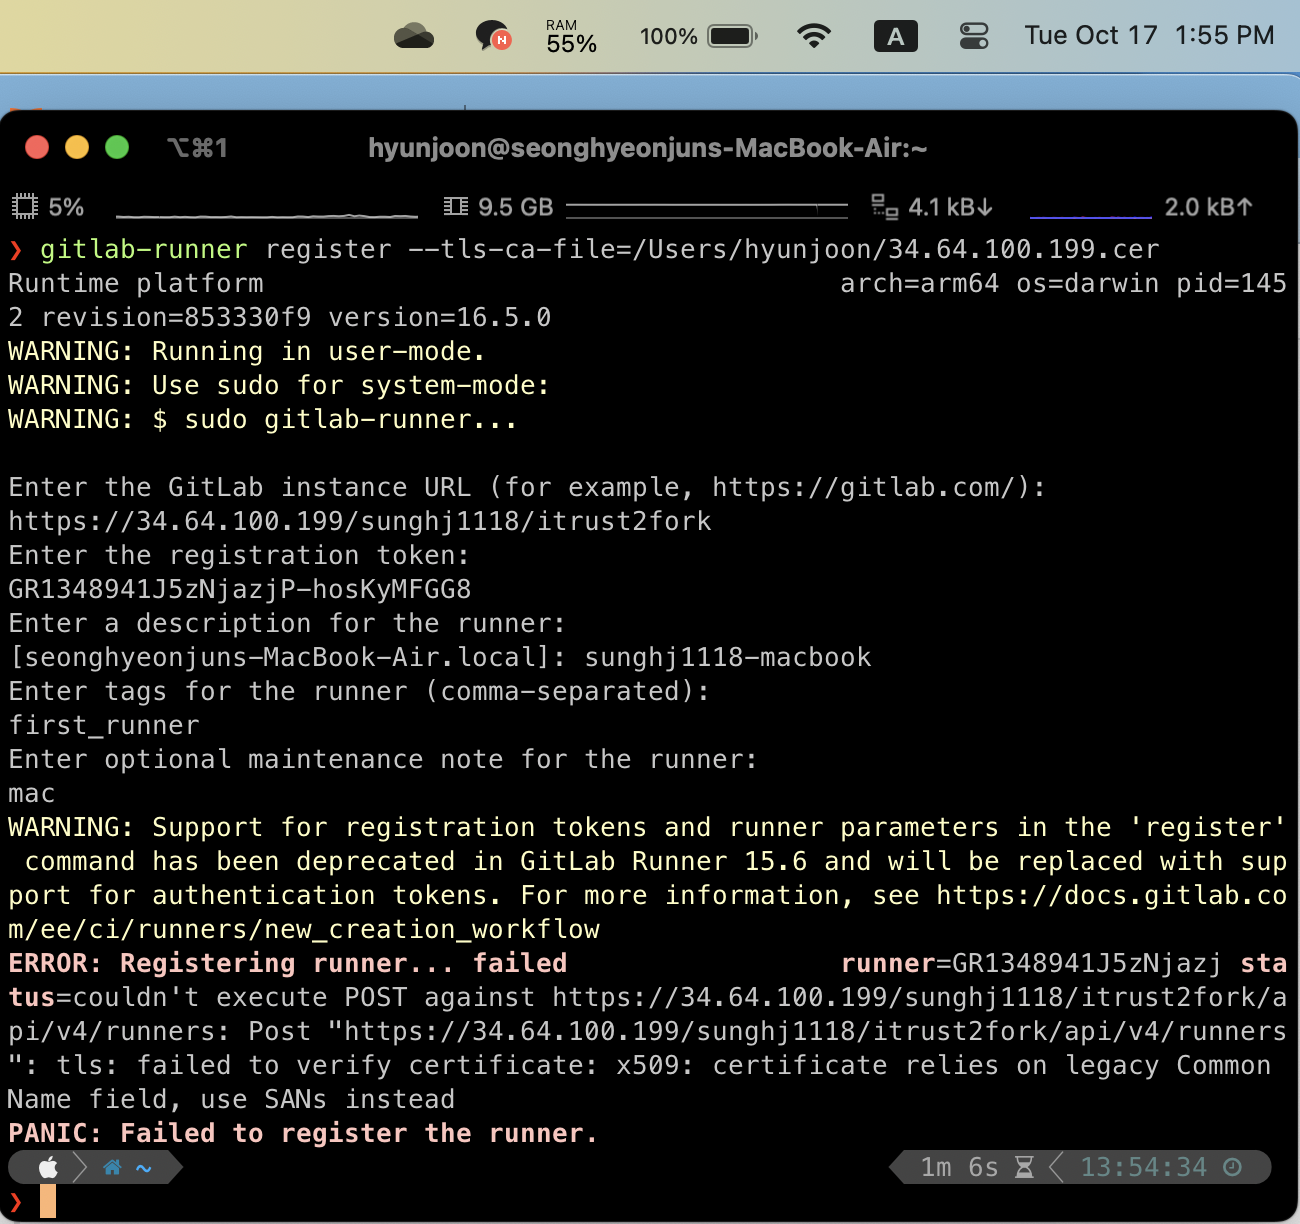 RAM
55%
100%
A
Tue Oct 17 1:55 PM
⌥⌘1
hyunjoon@seonghyeonjuns-MacBook-Air:~
5%
9.5 GB
4.1 kB↓
2.0 kB↑
❯ gitlab-runner register --tls-ca-file=/Users/hyunjoon/34.64.100.199.cer
Runtime platform arch=arm64 os=darwin pid=145
2 revision=853330f9 version=16.5.0
WARNING: Running in user-mode.
WARNING: Use sudo for system-mode:
WARNING: $ sudo gitlab-runner...
Enter the GitLab instance URL (for example, https://gitlab.com/):
https://34.64.100.199/sunghj1118/itrust2fork
Enter the registration token:
GR1348941J5zNjazjP-hosKyMFGG8
Enter a description for the runner:
[seonghyeonjuns-MacBook-Air.local]: sunghj1118-macbook
Enter tags for the runner (comma-separated):
first_runner
Enter optional maintenance note for the runner:
mac
WARNING: Support for registration tokens and runner parameters in the 'register'
command has been deprecated in GitLab Runner 15.6 and will be replaced with sup
port for authentication tokens. For more information, see https://docs.gitlab.co
m/ee/ci/runners/new_creation_workflow
ERROR: Registering runner... failed runner=GR1348941J5zNjazj sta
tus=couldn't execute POST against https://34.64.100.199/sunghj1118/itrust2fork/a
pi/v4/runners: Post "https://34.64.100.199/sunghj1118/itrust2fork/api/v4/runners
": tls: failed to verify certificate: x509: certificate relies on legacy Common
Name field, use SANs instead
PANIC: Failed to register the runner.
~ 1m 6s 13:54:34
❯